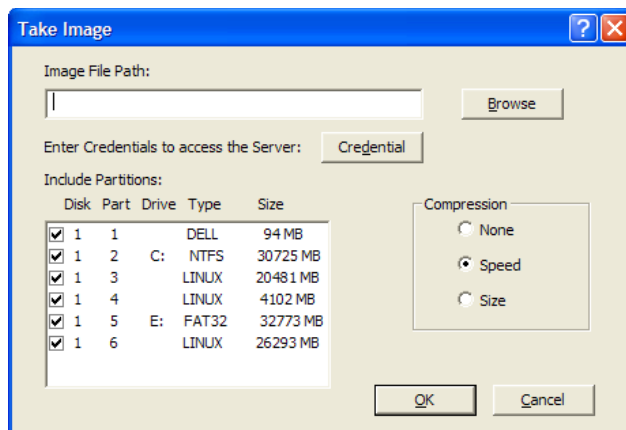 Take Image
Image File Path:
Browse
Enter Credentials to access the Server: Credential
Include Partitions:
Disk Part Drive Type Size
1 1 DELL 94 MB
1 2 C: NTFS 30725 MB
1 3 LINUX 20481 MB
1 4 LINUX 4102 MB
1 5 E: FAT32 32773 MB
1 6 LINUX 26293 MB
Compression
None
Speed
Size
OK Cancel